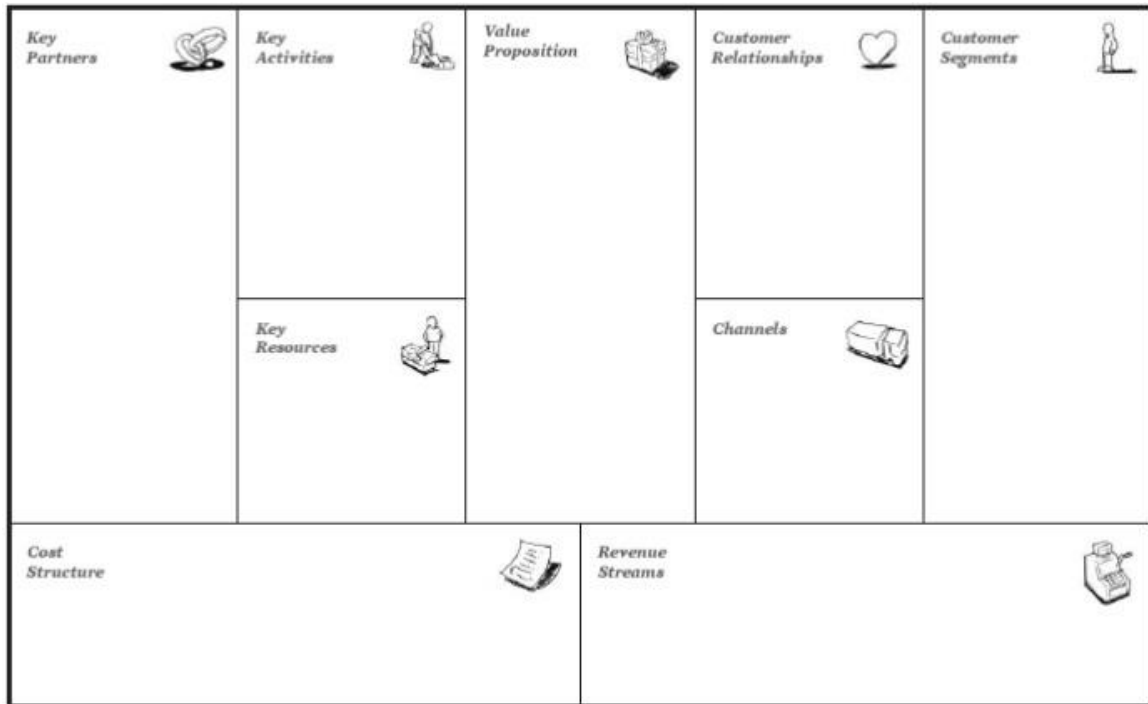 Key
Partners
Key
Activities
Value
Proposition
Customer
Relationships
Customer
Segments
Key
Resources
Channels
Cost
Structure
Revenue
Streams